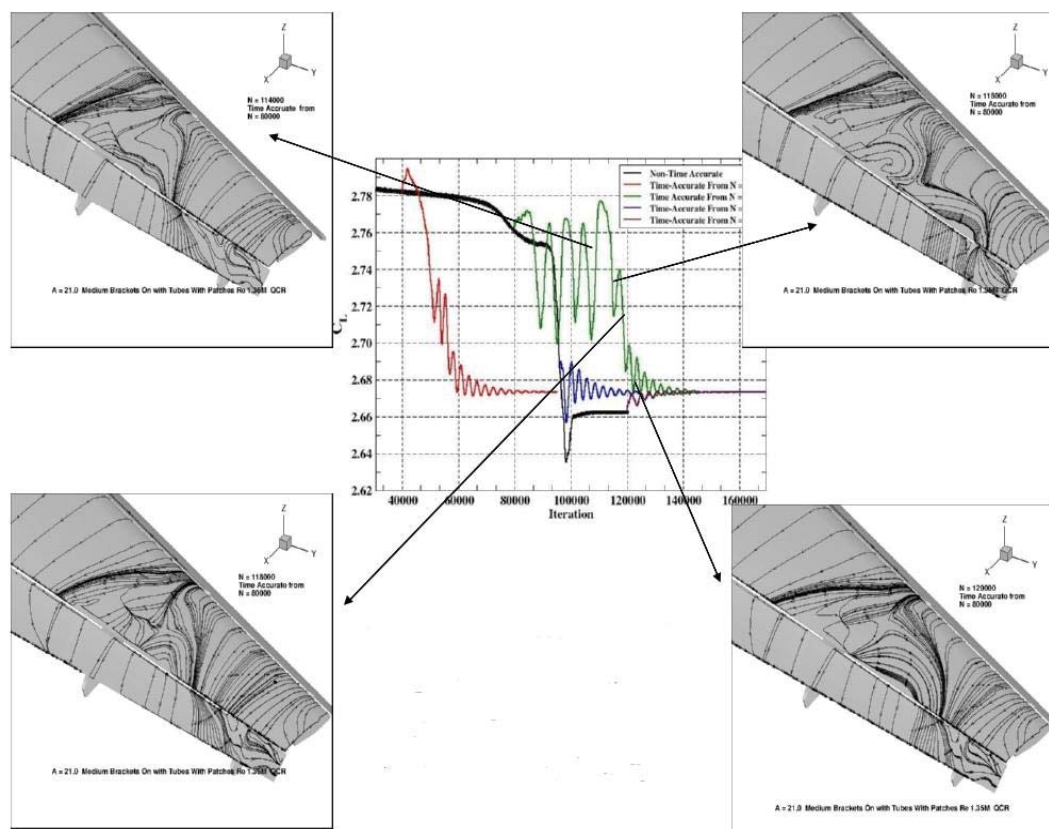 Z
X
Y
N = 114000
Time Accruate from
N = 80000
A = 21.0 Medium Brackets On with Tubes With Patches Re 1.35M QCR
Z
X
Y
N = 116000
Time Accurate from
N = 80000
A = 21.0 Medium Brackets On with Tubes With Patches Re 1.35M QCR
Non-Time Accurate
Time-Accurate From N =
Time Accurate From N =
Time-Accurate From N =
Time-Accurate From N =
2.78
2.76
2.74
2.72
2.70
2.68
2.66
2.64
2.62
CL
40000 60000 80000 100000 120000 140000 160000
Iteration
Z
X
Y
N = 118000
Time Accurate from
N = 80000
A = 21.0 Medium Brackets On with Tubes With Patches Re 1.35M QCR
Z
X
Y
N = 120000
Time Accurate from
N = 80000
A = 21.0 Medium Brackets On with Tubes With Patches Re 1.35M QCR